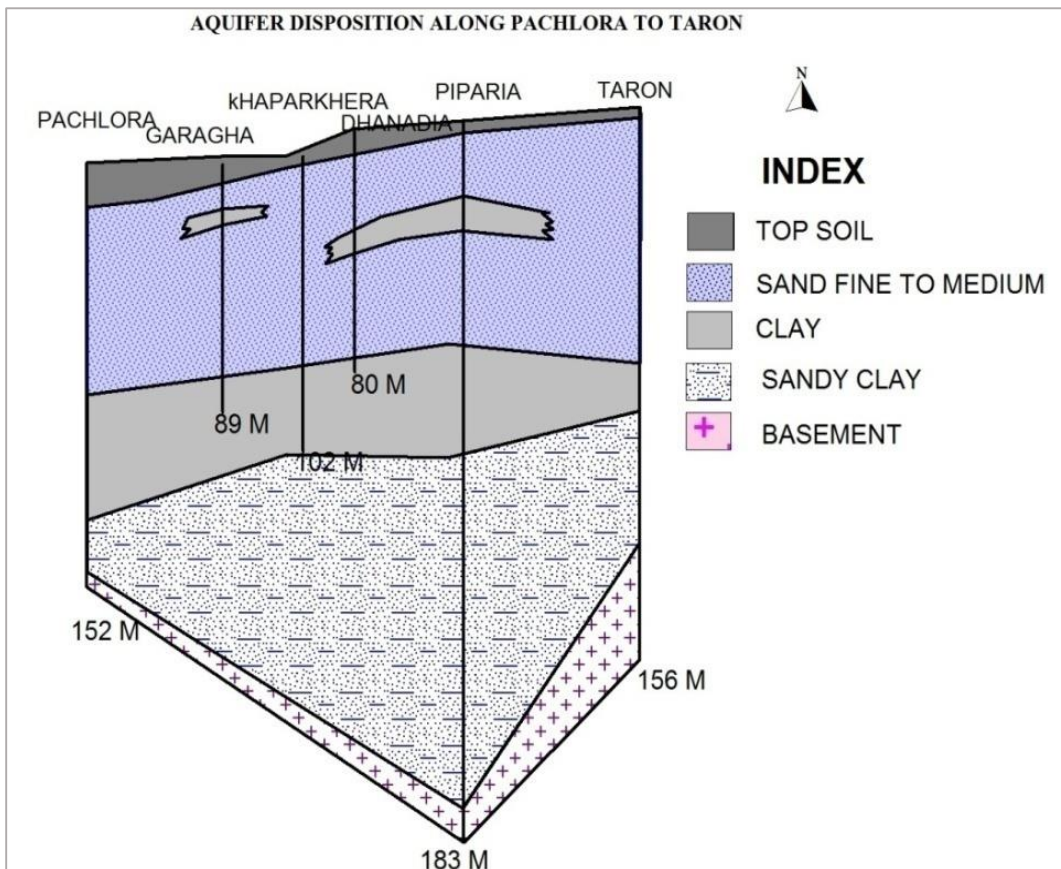 AQUIFER DISPOSITION ALONG PACHLORA TO TARON
PACHLORA
GARAGHA
kHAPARKHERA
DHANADIA
PIPARIA
TARON
N
INDEX
TOP SOIL
SAND FINE TO MEDIUM
CLAY
SANDY CLAY
BASEMENT
80 M
89 M
102 M
152 M
156 M
183 M